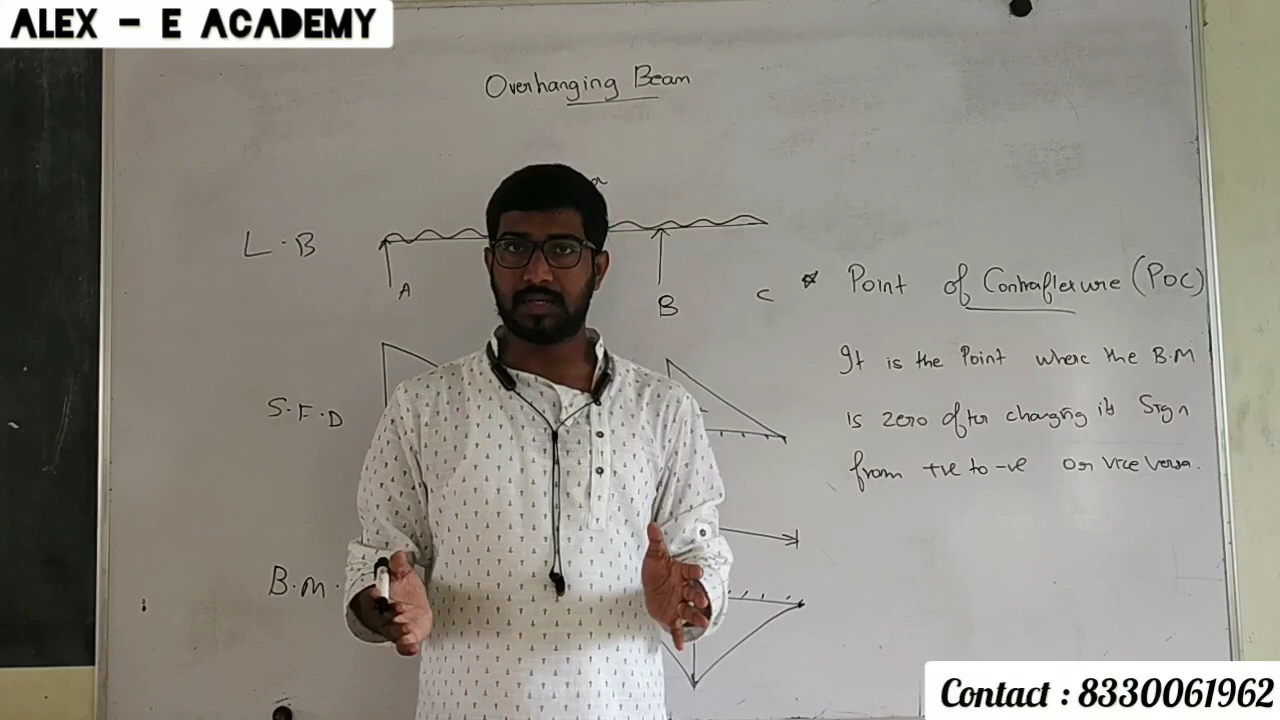 ALEX - E ACADEMY
Overhanging Beam
L.B
A
B
C
* Point of Contraflexure (POC)
It is the Point where the B.M
is zero after changing its Sign
from +ve to -ve or vice versa.
S.F.D
B.M.
Contact : 8330061962